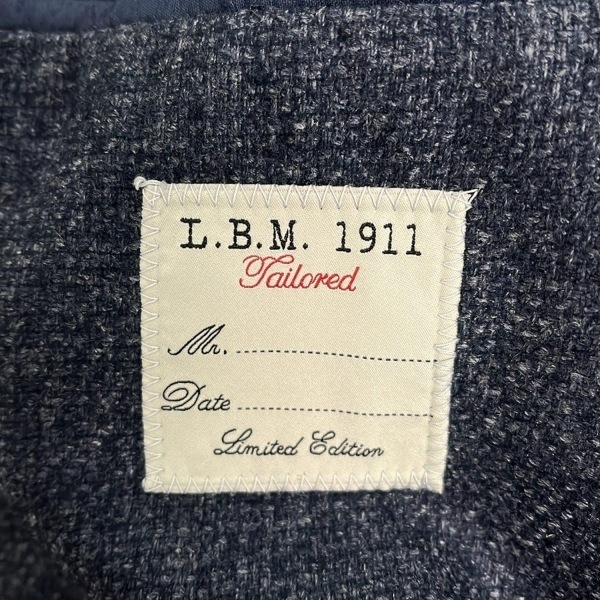 L.B.M. 1911
Tailored
Mr. ..............................
Date ..............................
Limited Edition